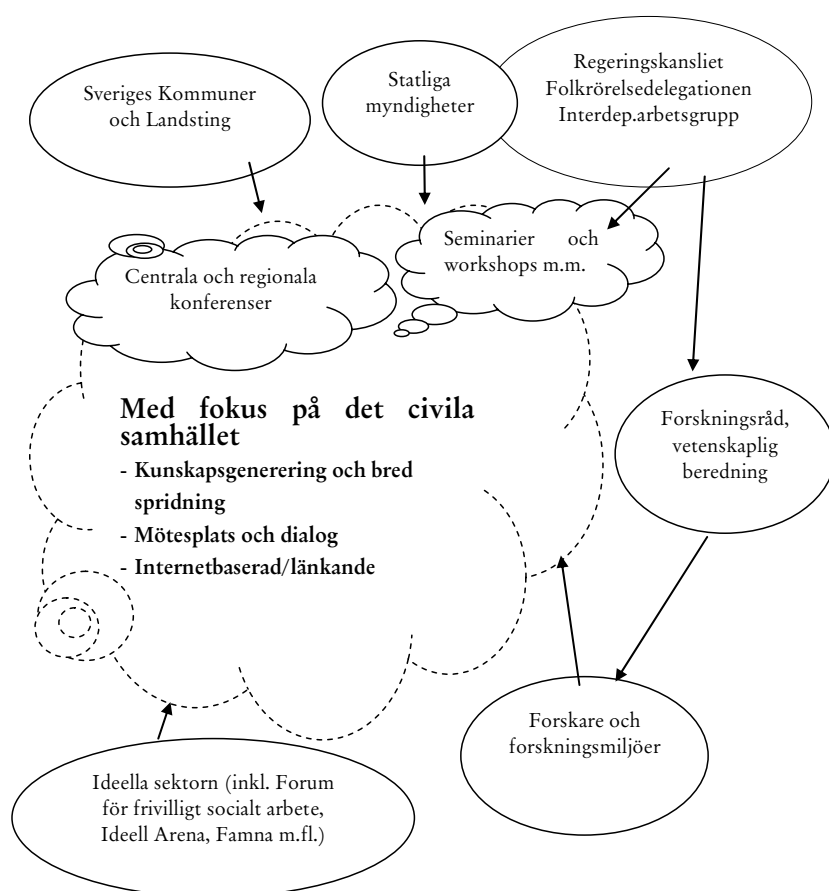 Sveriges Kommuner
och Landsting
Statliga
myndigheter
Regeringskansliet
Folkrörelsedelegationen
Interdep.arbetsgrupp
Centrala och regionala
konferenser
Seminarier och
workshops m.m.
Med fokus på det civila
samhället
- Kunskapsgenerering och bred
spridning
- Mötesplats och dialog
- Internetbaserad/länkande
Forskningsråd,
vetenskaplig
beredning
Forskare och
forskningsmiljöer
Ideella sektorn (inkl. Forum
för frivilligt socialt arbete,
Ideell Arena, Famna m.fl.)